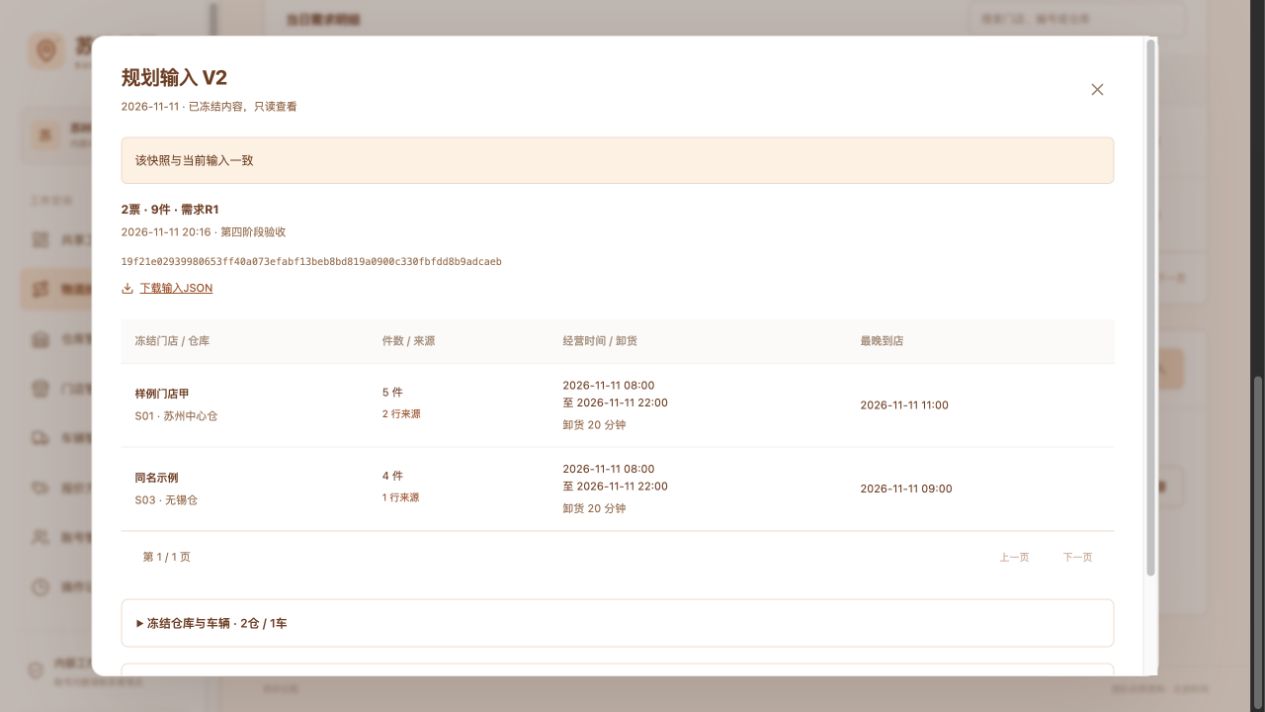 当日需求明细
规划输入 V2
2026-11-11 · 已冻结内容，只读查看
该快照与当前输入一致
2票 · 9件 · 需求R1
2026-11-11 20:16 · 第四阶段验收
19f21e02939980653ff40a073efabf13beb8bd819a0900c330fbfdd8b9adcaeb
下载输入JSON
冻结门店 / 仓库 件数 / 来源 经营时间 / 卸货 最晚到店
样例门店甲
S01 · 苏州中心仓
5 件
2 行来源
2026-11-11 08:00
至 2026-11-11 22:00
卸货 20 分钟
2026-11-11 11:00
同名示例
S03 · 无锡仓
4 件
1 行来源
2026-11-11 08:00
至 2026-11-11 22:00
卸货 20 分钟
2026-11-11 09:00
第 1 / 1 页 上一页 下一页
▸ 冻结仓库与车辆 · 2仓 / 1车